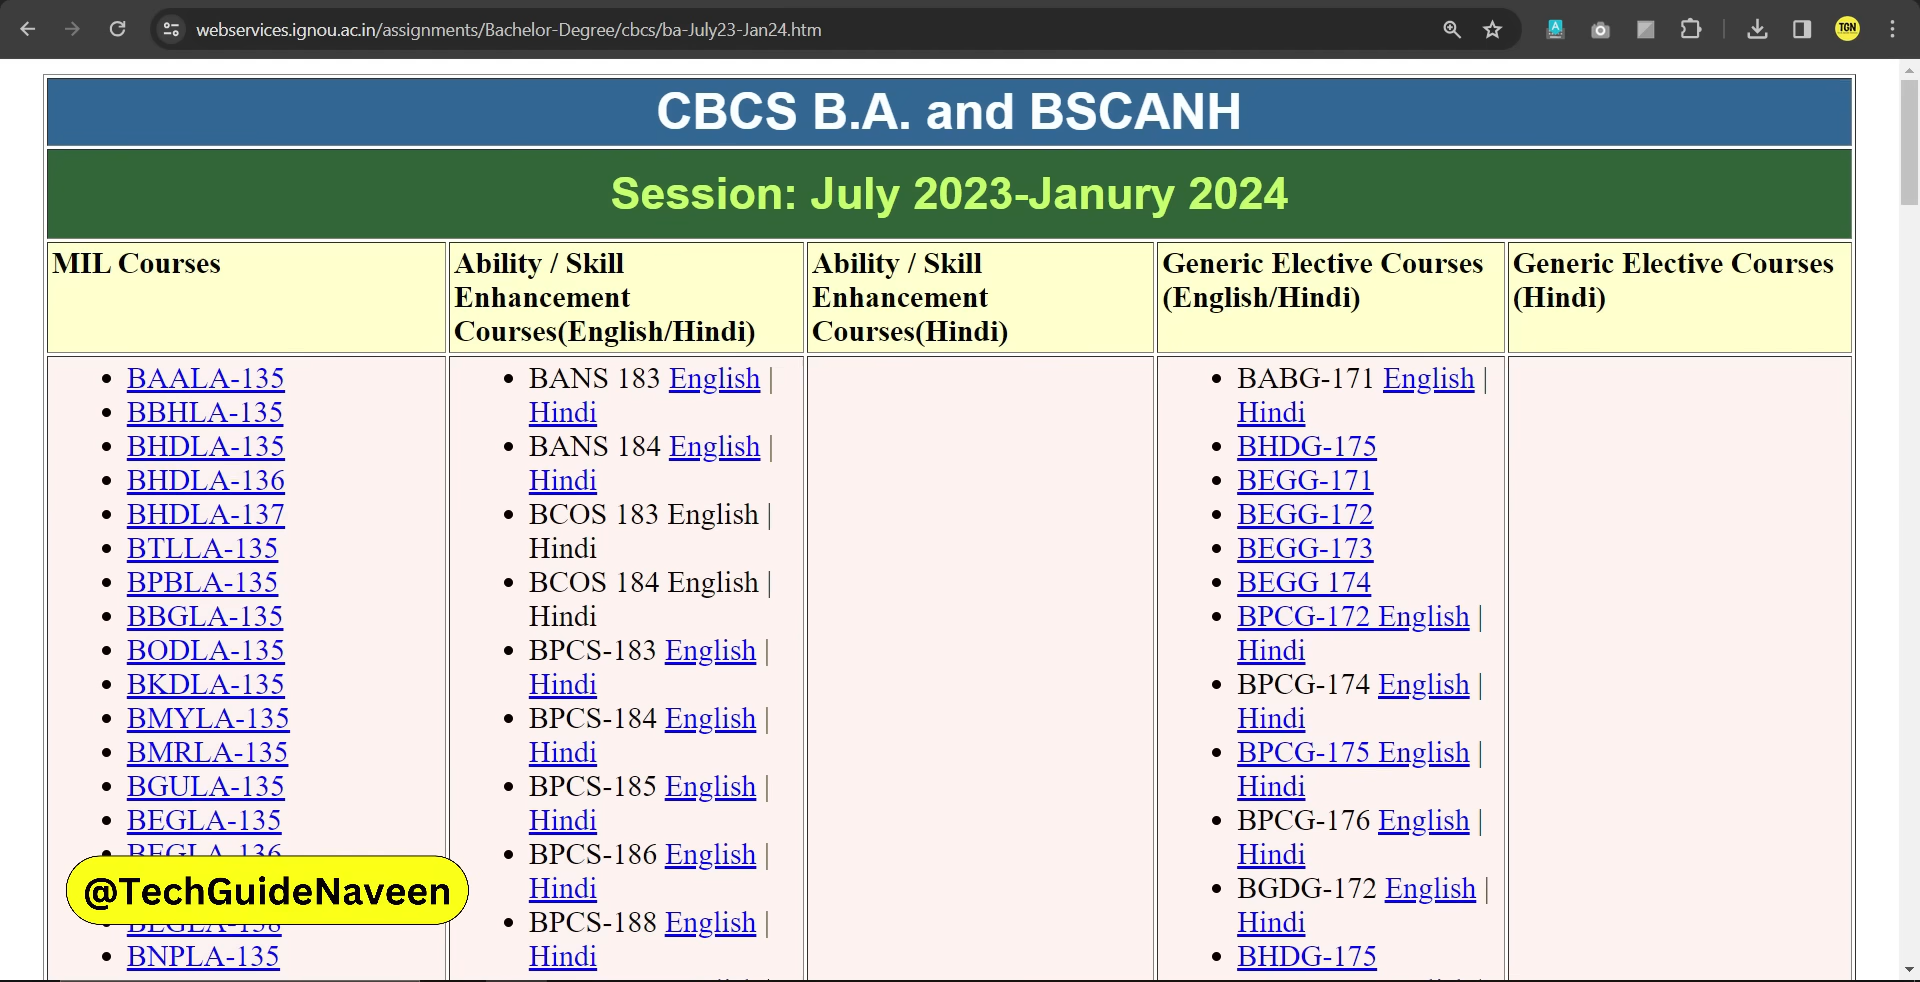 webservices.ignou.ac.in/assignments/Bachelor-Degree/cbcs/ba-July23-Jan24.htm
TGN
CBCS B.A. and BSCANH
Session: July 2023-Janury 2024
MIL Courses
Ability / Skill
Enhancement
Courses(English/Hindi)
Ability / Skill
Enhancement
Courses(Hindi)
Generic Elective Courses
(English/Hindi)
Generic Elective Courses
(Hindi)
BAALA-135
BBHLA-135
BHDLA-135
BHDLA-136
BHDLA-137
BTLLA-135
BPBLA-135
BBGLA-135
BODLA-135
BKDLA-135
BMYLA-135
BMRLA-135
BGULA-135
BEGLA-135
BEGLA-136
@TechGuideNaveen
BEGLA-138
BNPLA-135
BANS 183 English |
Hindi
BANS 184 English |
Hindi
BCOS 183 English |
Hindi
BCOS 184 English |
Hindi
BPCS-183 English |
Hindi
BPCS-184 English |
Hindi
BPCS-185 English |
Hindi
BPCS-186 English |
Hindi
BPCS-188 English |
Hindi
BABG-171 English |
Hindi
BHDG-175
BEGG-171
BEGG-172
BEGG-173
BEGG 174
BPCG-172 English |
Hindi
BPCG-174 English |
Hindi
BPCG-175 English |
Hindi
BPCG-176 English |
Hindi
BGDG-172 English |
Hindi
BHDG-175